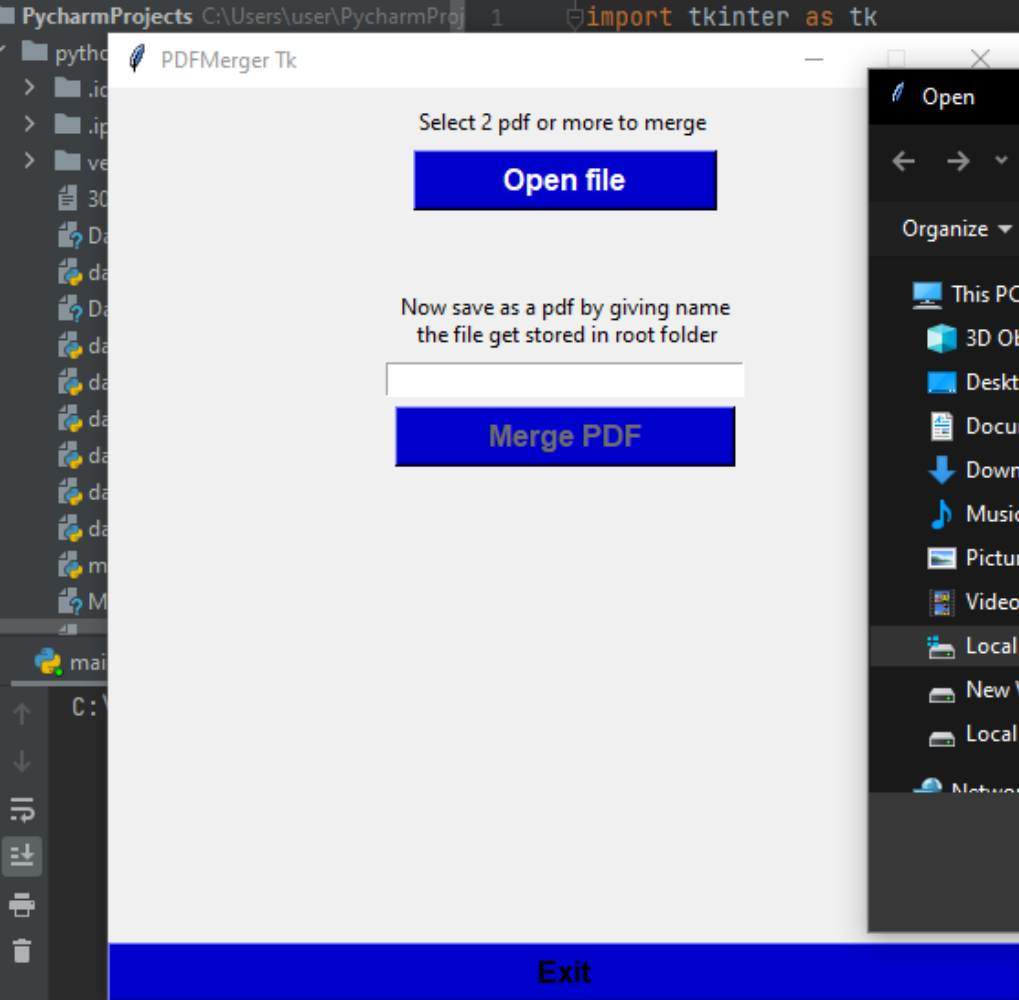 PycharmProjects C:\Users\user\PycharmProj
1 import tkinter as tk
PDFMerger Tk
Select 2 pdf or more to merge
Open file
Now save as a pdf by giving name
the file get stored in root folder
Merge PDF
Exit
Open
Organize
This PC
3D Ob
Deskt
Docu
Down
Music
Pictur
Video
Local
New
Local
Networ
pytho
.id
.ip
ve
30
Da
da
Da
da
da
da
da
da
da
m
M
mai
C:\